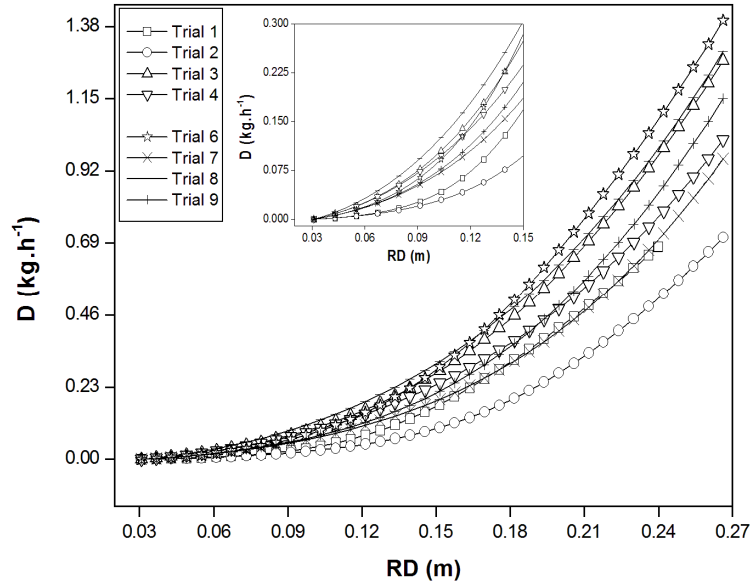 Trial 1
Trial 2
Trial 3
Trial 4
Trial 6
Trial 7
Trial 8
Trial 9
1.38
1.15
0.92
0.69
0.46
0.23
0.00
D (kg.h⁻¹)
0.03 0.06 0.09 0.12 0.15 0.18 0.21 0.24 0.27
RD (m)
0.300
0.225
0.150
0.075
0.000
D (kg.h⁻¹)
0.03 0.06 0.09 0.12 0.15
RD (m)